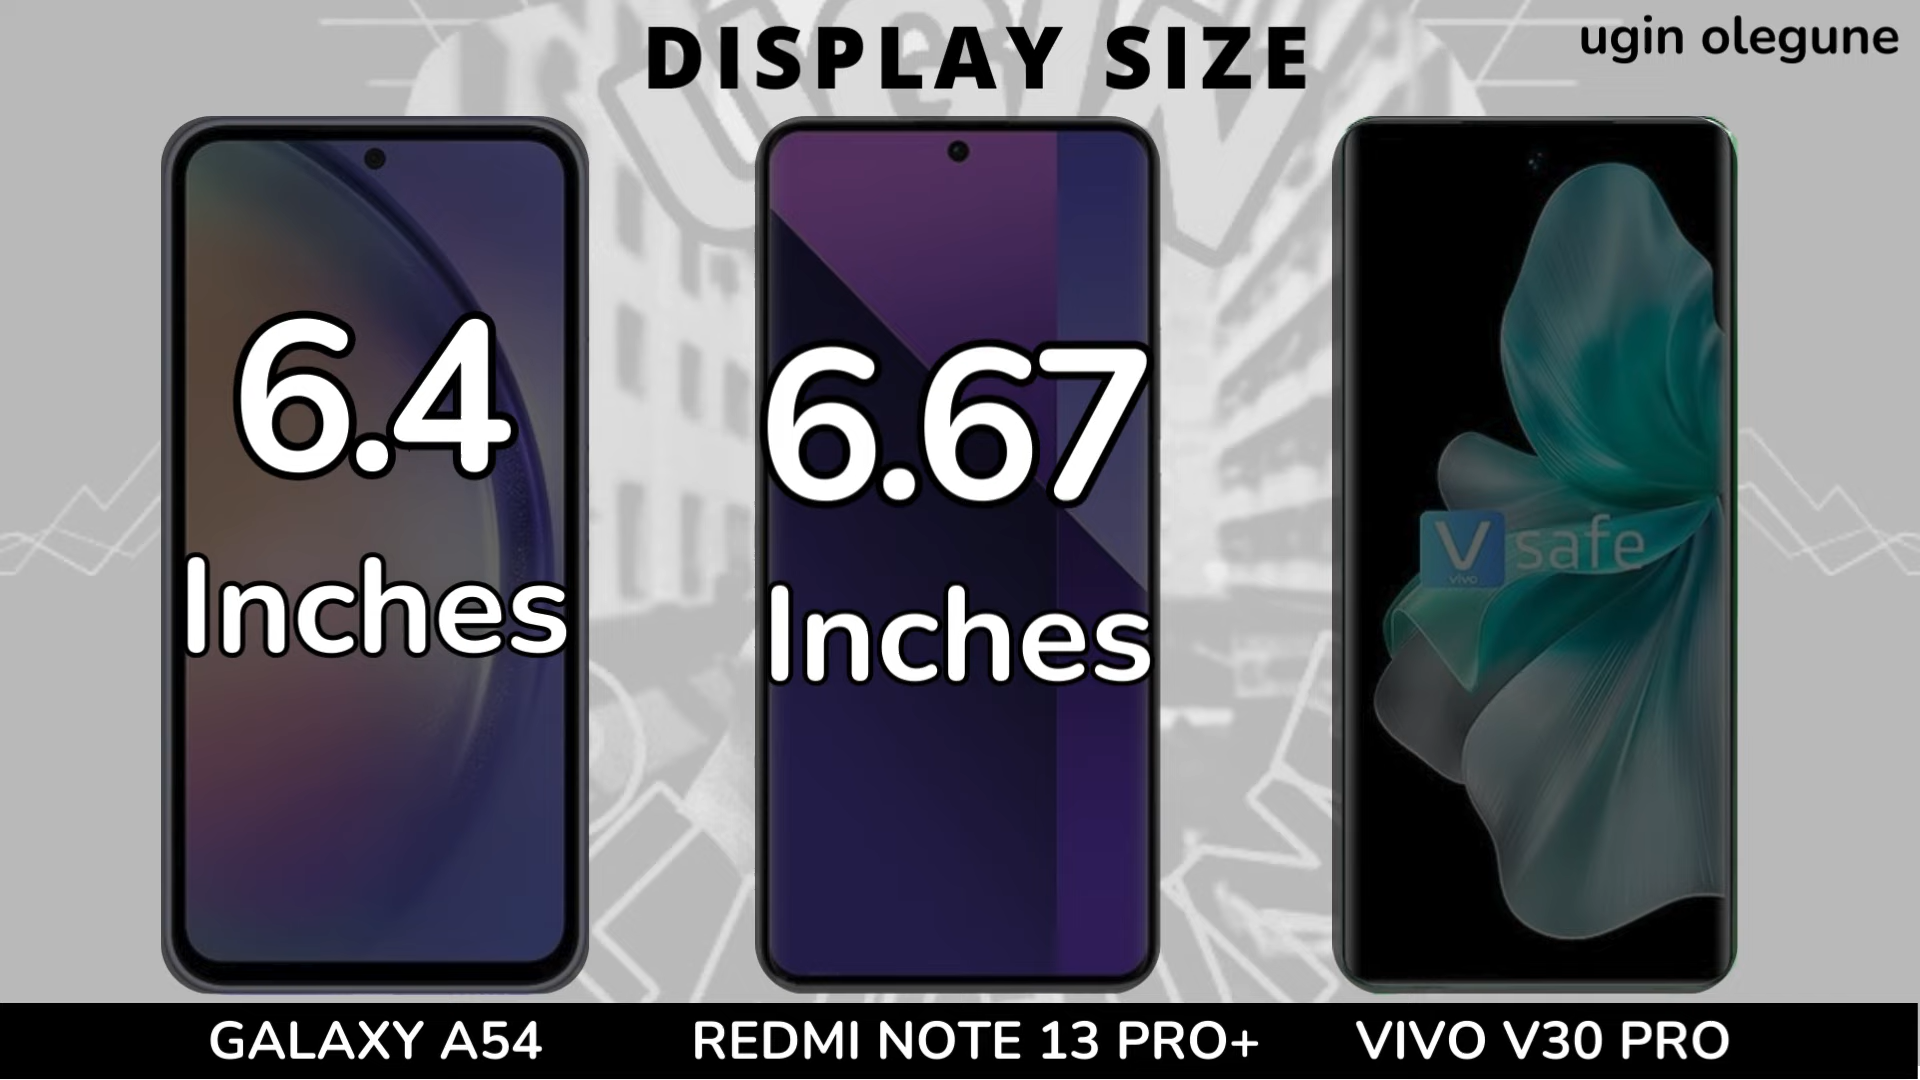 DISPLAY SIZE
ugin olegune
6.4
Inches
6.67
Inches
V safe
vivo
GALAXY A54
REDMI NOTE 13 PRO+
VIVO V30 PRO